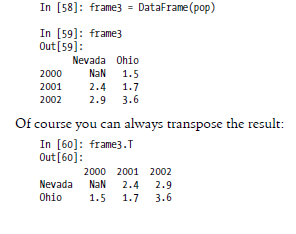 In [58]: frame3 = DataFrame(pop)
In [59]: frame3
Out[59]:
Nevada Ohio
2000 NaN 1.5
2001 2.4 1.7
2002 2.9 3.6
Of course you can always transpose the result:
In [60]: frame3.T
Out[60]:
2000 2001 2002
Nevada NaN 2.4 2.9
Ohio 1.5 1.7 3.6